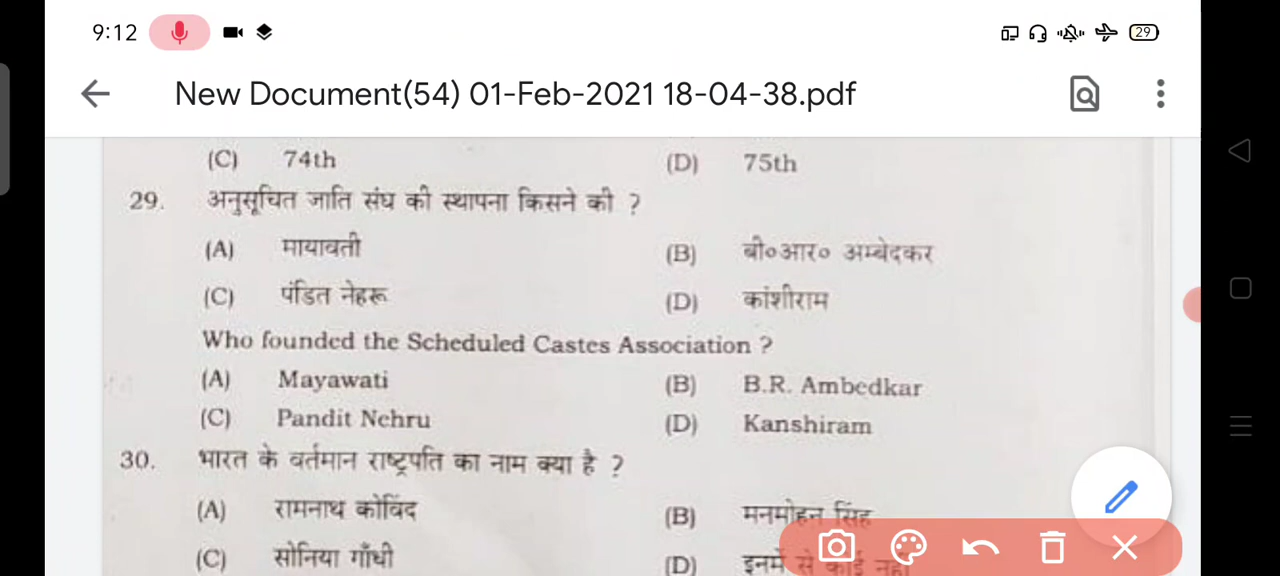 9:12
29
New Document(54) 01-Feb-2021 18-04-38.pdf
(C) 74th (D) 75th
29. अनुसूचित जाति संघ की स्थापना किसने की ?
(A) मायावती (B) बी०आर० अम्बेदकर
(C) पंडित नेहरू (D) कांशीराम
Who founded the Scheduled Castes Association ?
(A) Mayawati (B) B.R. Ambedkar
(C) Pandit Nehru (D) Kanshiram
30. भारत के वर्तमान राष्ट्रपति का नाम क्या है ?
(A) रामनाथ कोविंद (B) मनमोहन सिंह
(C) सोनिया गाँधी (D) इनमें से कोई नहीं